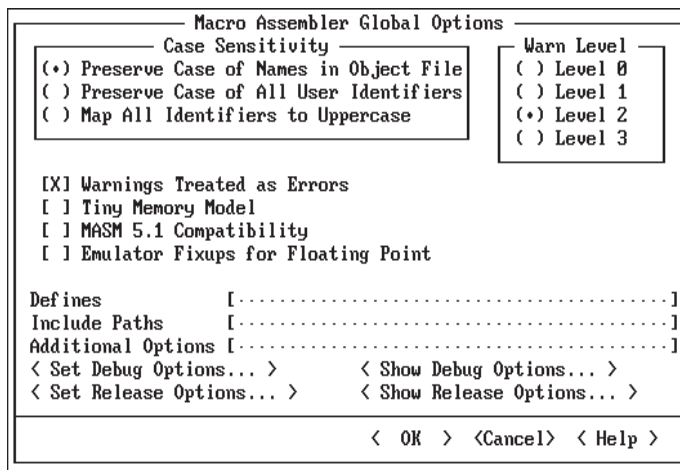 Macro Assembler Global Options
Case Sensitivity
(•) Preserve Case of Names in Object File
( ) Preserve Case of All User Identifiers
( ) Map All Identifiers to Uppercase
Warn Level
( ) Level 0
( ) Level 1
(•) Level 2
( ) Level 3
[X] Warnings Treated as Errors
[ ] Tiny Memory Model
[ ] MASM 5.1 Compatibility
[ ] Emulator Fixups for Floating Point
Defines [········································]
Include Paths [········································]
Additional Options [········································]
< Set Debug Options... > < Show Debug Options... >
< Set Release Options... > < Show Release Options... >
< OK > <Cancel> < Help >